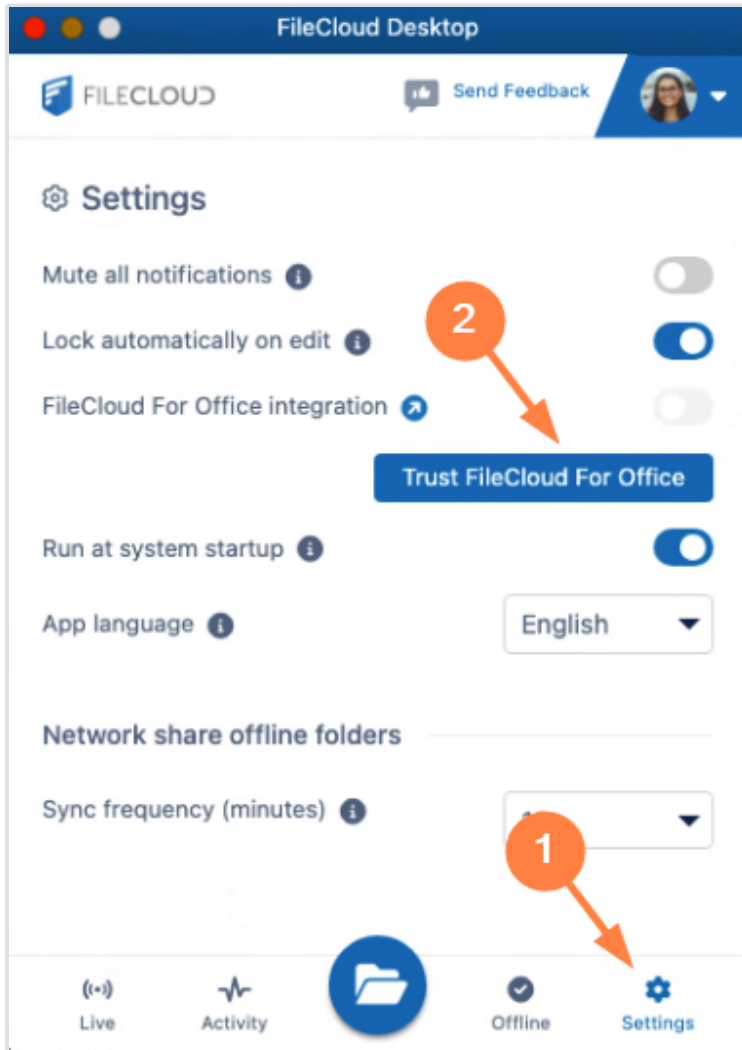 FileCloud Desktop
FILECLOUD
Send Feedback
Settings
Mute all notifications
2
Lock automatically on edit
FileCloud For Office integration
Trust FileCloud For Office
Run at system startup
App language
English
Network share offline folders
Sync frequency (minutes)
1
Live
Activity
Offline
Settings